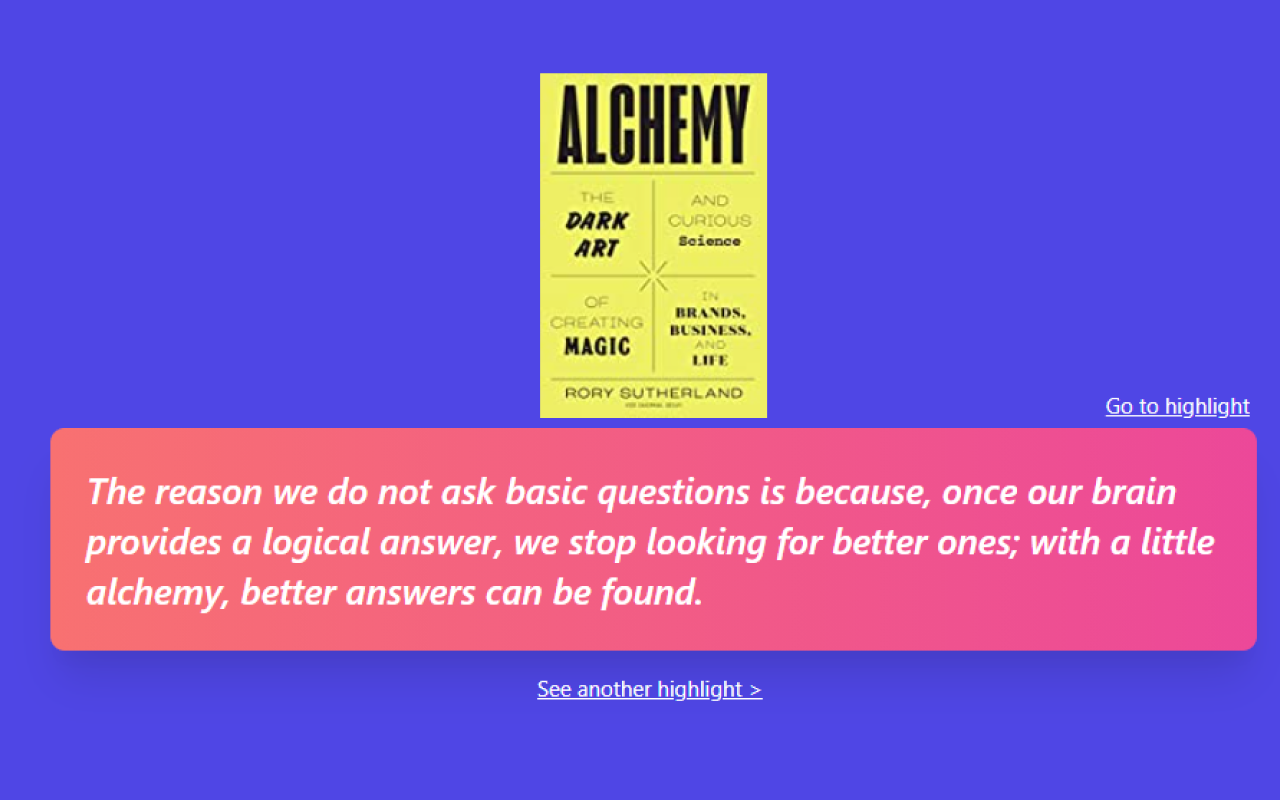 ALCHEMY
THE
DARK
ART
AND
CURIOUS
Science
OF
CREATING
MAGIC
IN
BRANDS,
BUSINESS,
AND
LIFE
RORY SUTHERLAND
Go to highlight
The reason we do not ask basic questions is because, once our brain
provides a logical answer, we stop looking for better ones; with a little
alchemy, better answers can be found.
See another highlight >